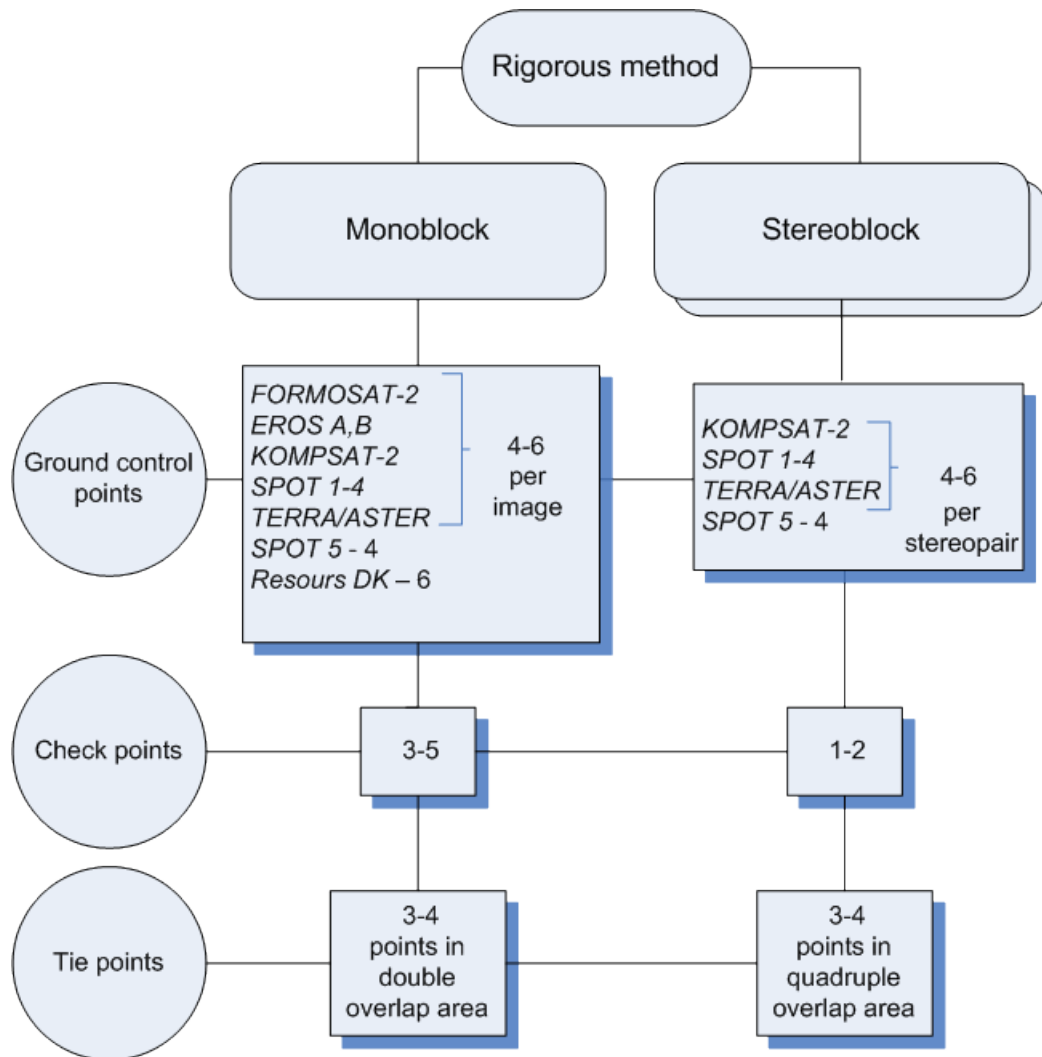 Rigorous method
Monoblock
Stereoblock
Ground control
points
FORMOSAT-2
EROS A,B
KOMPSAT-2
SPOT 1-4
TERRA/ASTER
SPOT 5 - 4
Resours DK – 6
4-6
per
image
KOMPSAT-2
SPOT 1-4
TERRA/ASTER
SPOT 5 - 4
4-6
per
stereopair
Check points
3-5
1-2
Tie points
3-4
points in
double
overlap area
3-4
points in
quadruple
overlap area